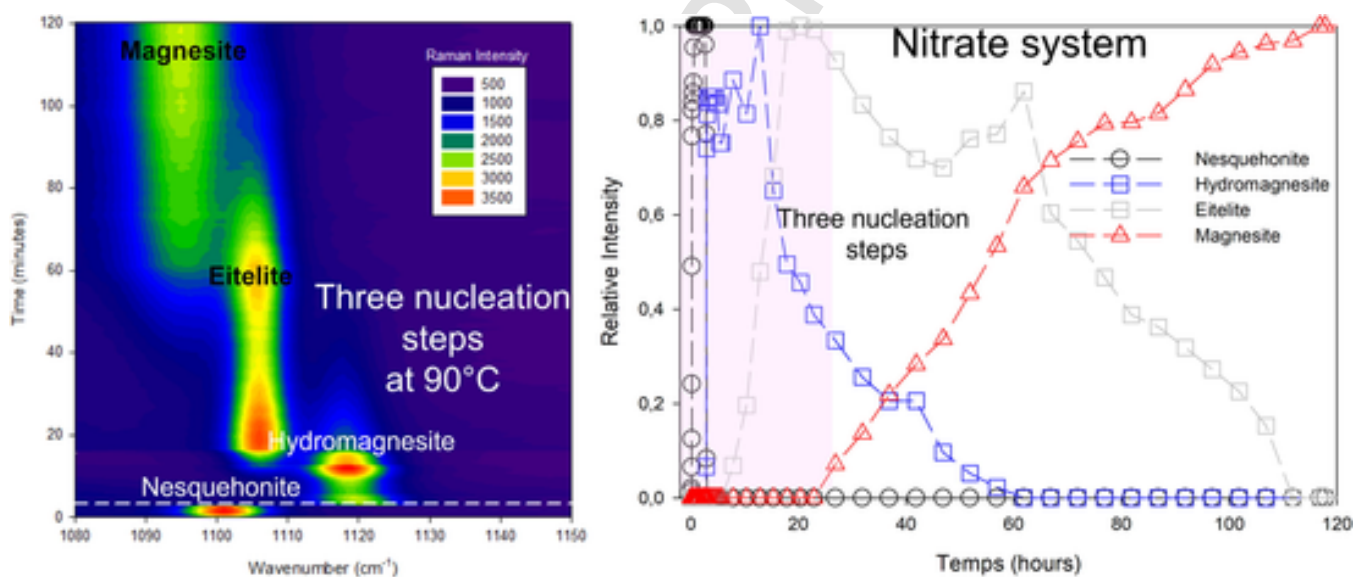 Magnesite
Raman Intensity
500
1000
1500
2000
2500
3000
3500
Eitelite
Three nucleation
steps
at 90°C
Hydromagnesite
Nesquehonite
120
100
80
60
40
20
0
Time (minutes)
1080
1090
1100
1110
1120
1130
1140
1150
Wavenumber (cm-1)
Nitrate system
Nesquehonite
Hydromagnesite
Eitelite
Magnesite
Three nucleation
steps
1,0
0,8
0,6
0,4
0,2
0,0
Relative Intensity
0
20
40
60
80
100
120
Temps (hours)